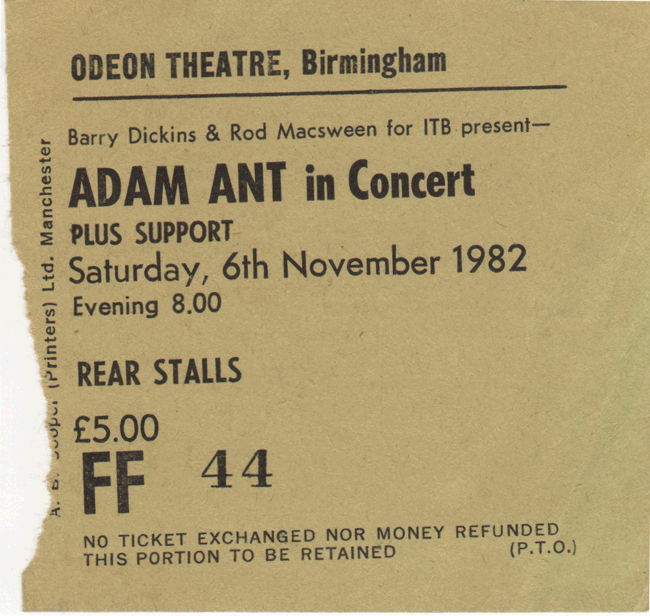 ODEON THEATRE, Birmingham
Barry Dickins & Rod Macsween for ITB present—
ADAM ANT in Concert
PLUS SUPPORT
Saturday, 6th November 1982
Evening 8.00
REAR STALLS
£5.00
FF 44
NO TICKET EXCHANGED NOR MONEY REFUNDED
THIS PORTION TO BE RETAINED (P.T.O.)
(Printers) Ltd. Manchester